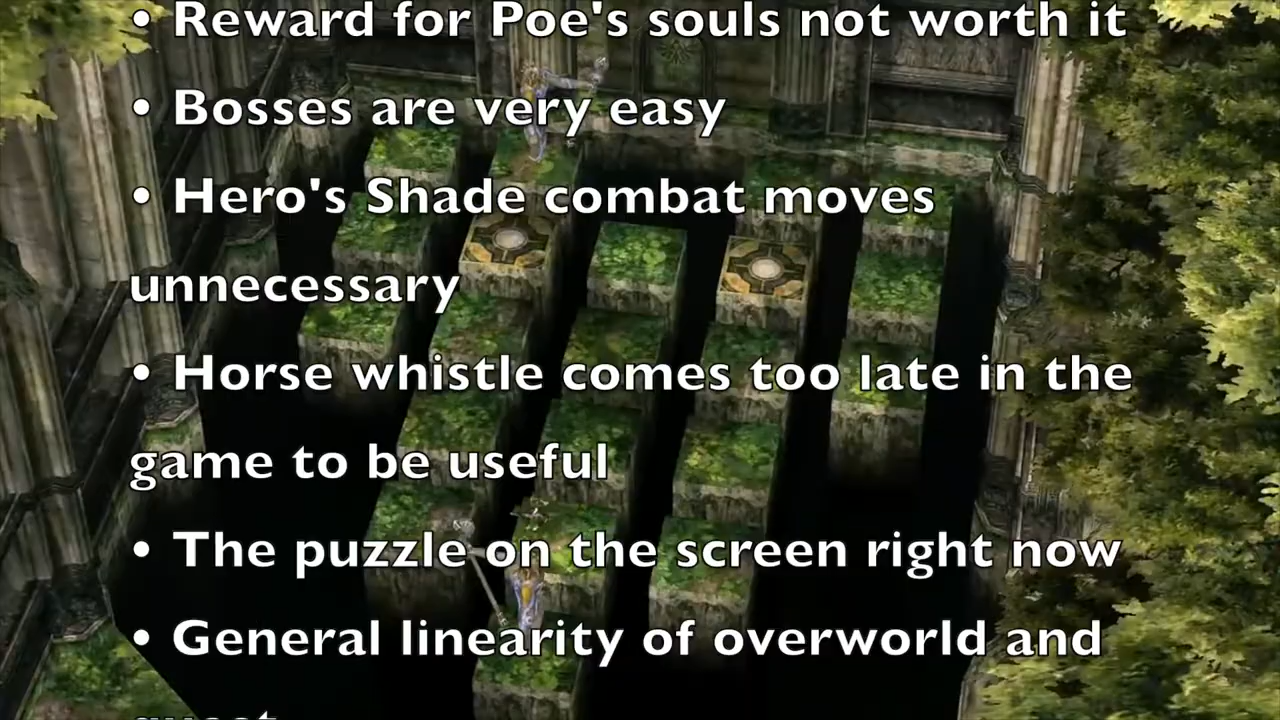 • Reward for Poe's souls not worth it
• Bosses are very easy
• Hero's Shade combat moves
unnecessary
• Horse whistle comes too late in the
game to be useful
• The puzzle on the screen right now
• General linearity of overworld and